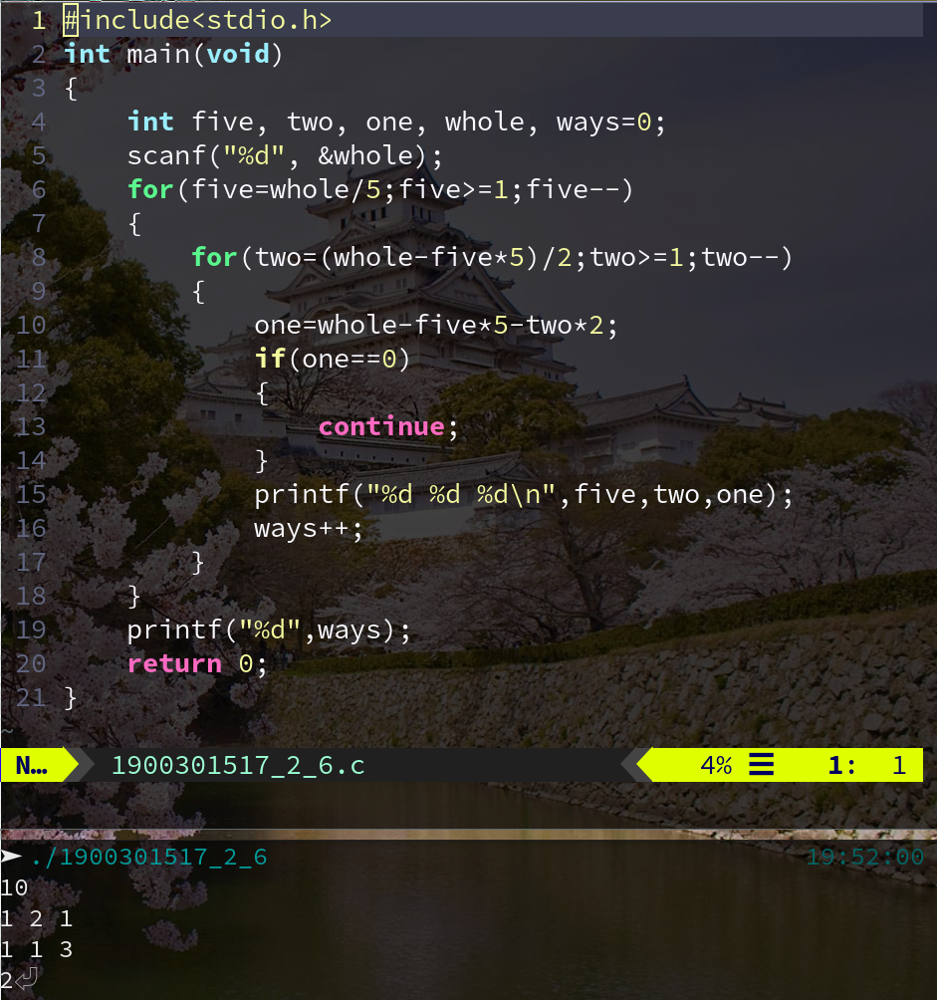 1 #include<stdio.h>
2 int main(void)
3 {
4     int five, two, one, whole, ways=0;
5     scanf("%d", &whole);
6     for(five=whole/5;five>=1;five--)
7     {
8         for(two=(whole-five*5)/2;two>=1;two--)
9         {
10             one=whole-five*5-two*2;
11             if(one==0)
12             {
13                 continue;
14             }
15             printf("%d %d %d\n",five,two,one);
16             ways++;
17         }
18     }
19     printf("%d",ways);
20     return 0;
21 }
~
N… 1900301517_2_6.c 4% ☰ 1: 1
➤ ./1900301517_2_6 19:52:00
10
1 2 1
1 1 3
2⏎